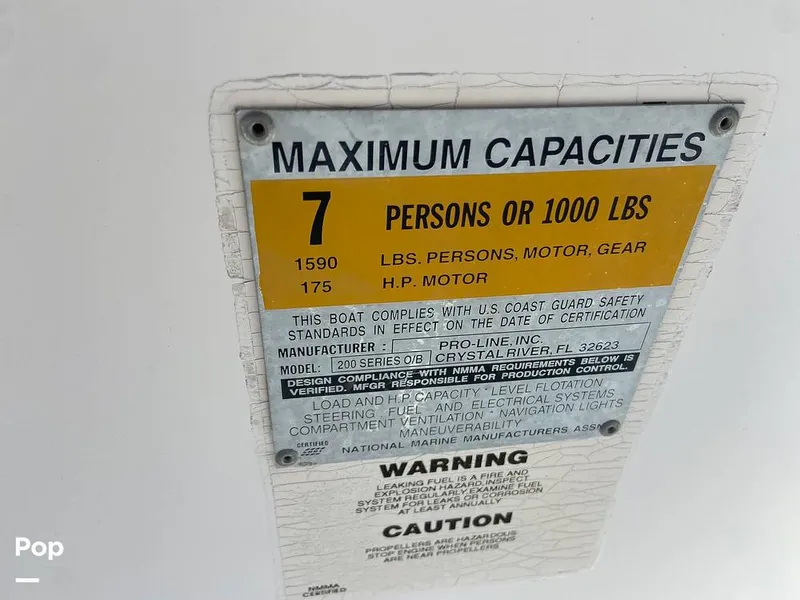 MAXIMUM CAPACITIES
7 PERSONS OR 1000 LBS
1590 LBS. PERSONS, MOTOR, GEAR
175 H.P. MOTOR
THIS BOAT COMPLIES WITH U.S. COAST GUARD SAFETY
STANDARDS IN EFFECT ON THE DATE OF CERTIFICATION
MANUFACTURER : PRO-LINE, INC.
CRYSTAL RIVER, FL 32623
MODEL: 200 SERIES O/B
DESIGN COMPLIANCE WITH NMMA REQUIREMENTS BELOW IS
VERIFIED. MFGR RESPONSIBLE FOR PRODUCTION CONTROL.
LOAD AND H.P. CAPACITY * LEVEL FLOTATION
STEERING * FUEL AND ELECTRICAL SYSTEMS
COMPARTMENT VENTILATION * NAVIGATION LIGHTS
MANEUVERABILITY
CERTIFIED
NATIONAL MARINE MANUFACTURERS ASSN
WARNING
LEAKING FUEL IS A FIRE AND
EXPLOSION HAZARD. INSPECT
SYSTEM REGULARLY. EXAMINE FUEL
SYSTEM FOR LEAKS OR CORROSION
AT LEAST ANNUALLY
CAUTION
PROPELLERS ARE HAZARDOUS
STOP ENGINE WHEN PERSONS
ARE NEAR PROPELLERS
NMMA
CERTIFIED
Pop